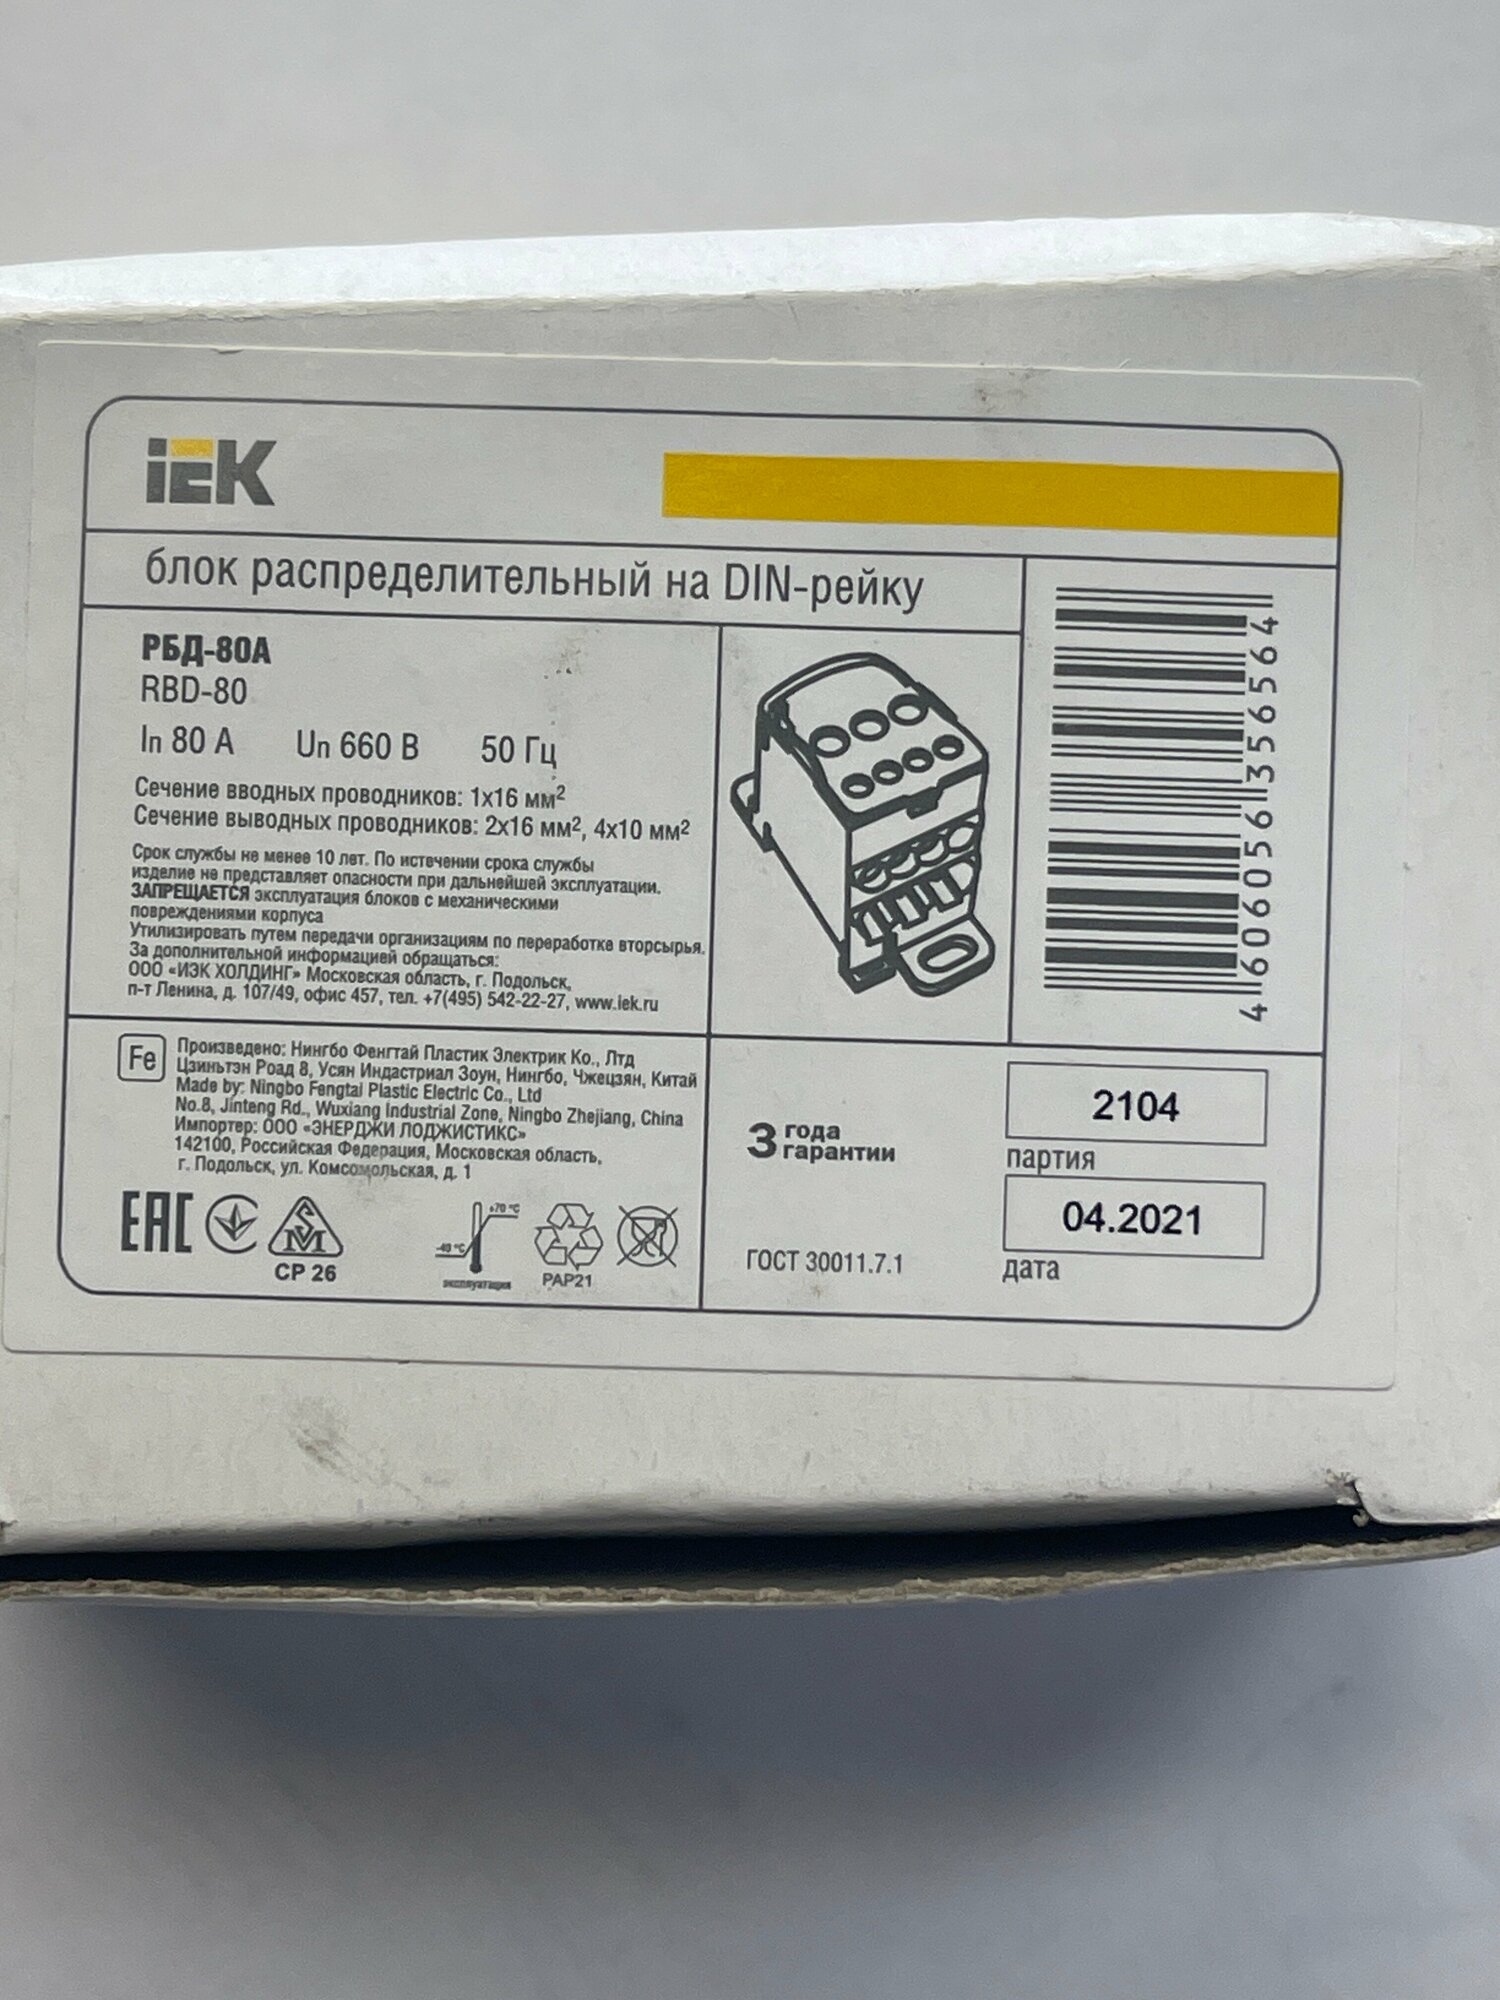 iEK
блок распределительный на DIN-рейку
РБД-80А
RBD-80
In 80 А Un 660 В 50 Гц
Сечение вводных проводников: 1х16 мм²
Сечение выводных проводников: 2х16 мм², 4х10 мм²
Срок службы не менее 10 лет. По истечении срока службы
изделие не представляет опасности при дальнейшей эксплуатации.
ЗАПРЕЩАЕТСЯ эксплуатация блоков с механическими
повреждениями корпуса
Утилизировать путем передачи организациям по переработке вторсырья.
За дополнительной информацией обращаться:
ООО «ИЭК ХОЛДИНГ» Московская область, г. Подольск,
п-т Ленина, д. 107/49, офис 457, тел. +7(495) 542-22-27, www.iek.ru
4606056356564
Fe
Произведено: Нингбо Фенгтай Пластик Электрик Ко., Лтд
Цзиньтэн Роад 8, Усян Индастриал Зоун, Нингбо, Чжецзян, Китай
Made by: Ningbo Fengtai Plastic Electric Co., Ltd
No.8, Jinteng Rd., Wuxiang Industrial Zone, Ningbo Zhejiang, China
Импортер: ООО «ЭНЕРДЖИ ЛОДЖИСТИКС»
142100, Российская Федерация, Московская область,
г. Подольск, ул. Комсомольская, д. 1
EAC
СМ
СР 26
-40 °C
+70 °C
эксплуатация
PAP21
3 года
гарантии
ГОСТ 30011.7.1
2104
партия
04.2021
дата